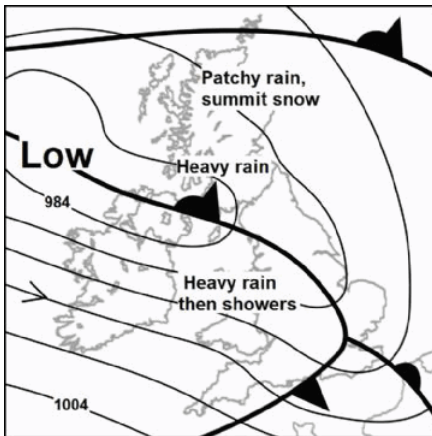 Patchy rain,
summit snow
Low
Heavy rain
984
Heavy rain
then showers
1004